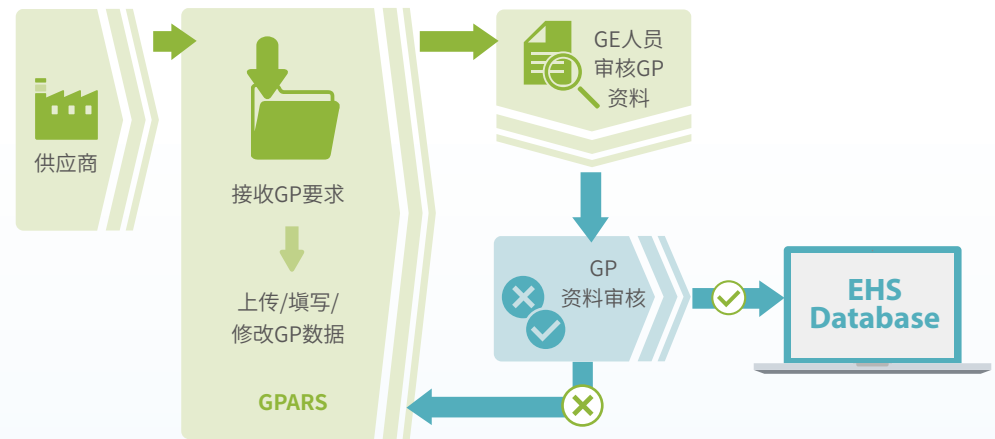 供应商
接收GP要求
上传/填写/
修改GP数据
GPARS
GE人员
审核GP
资料
GP
资料审核
EHS
Database